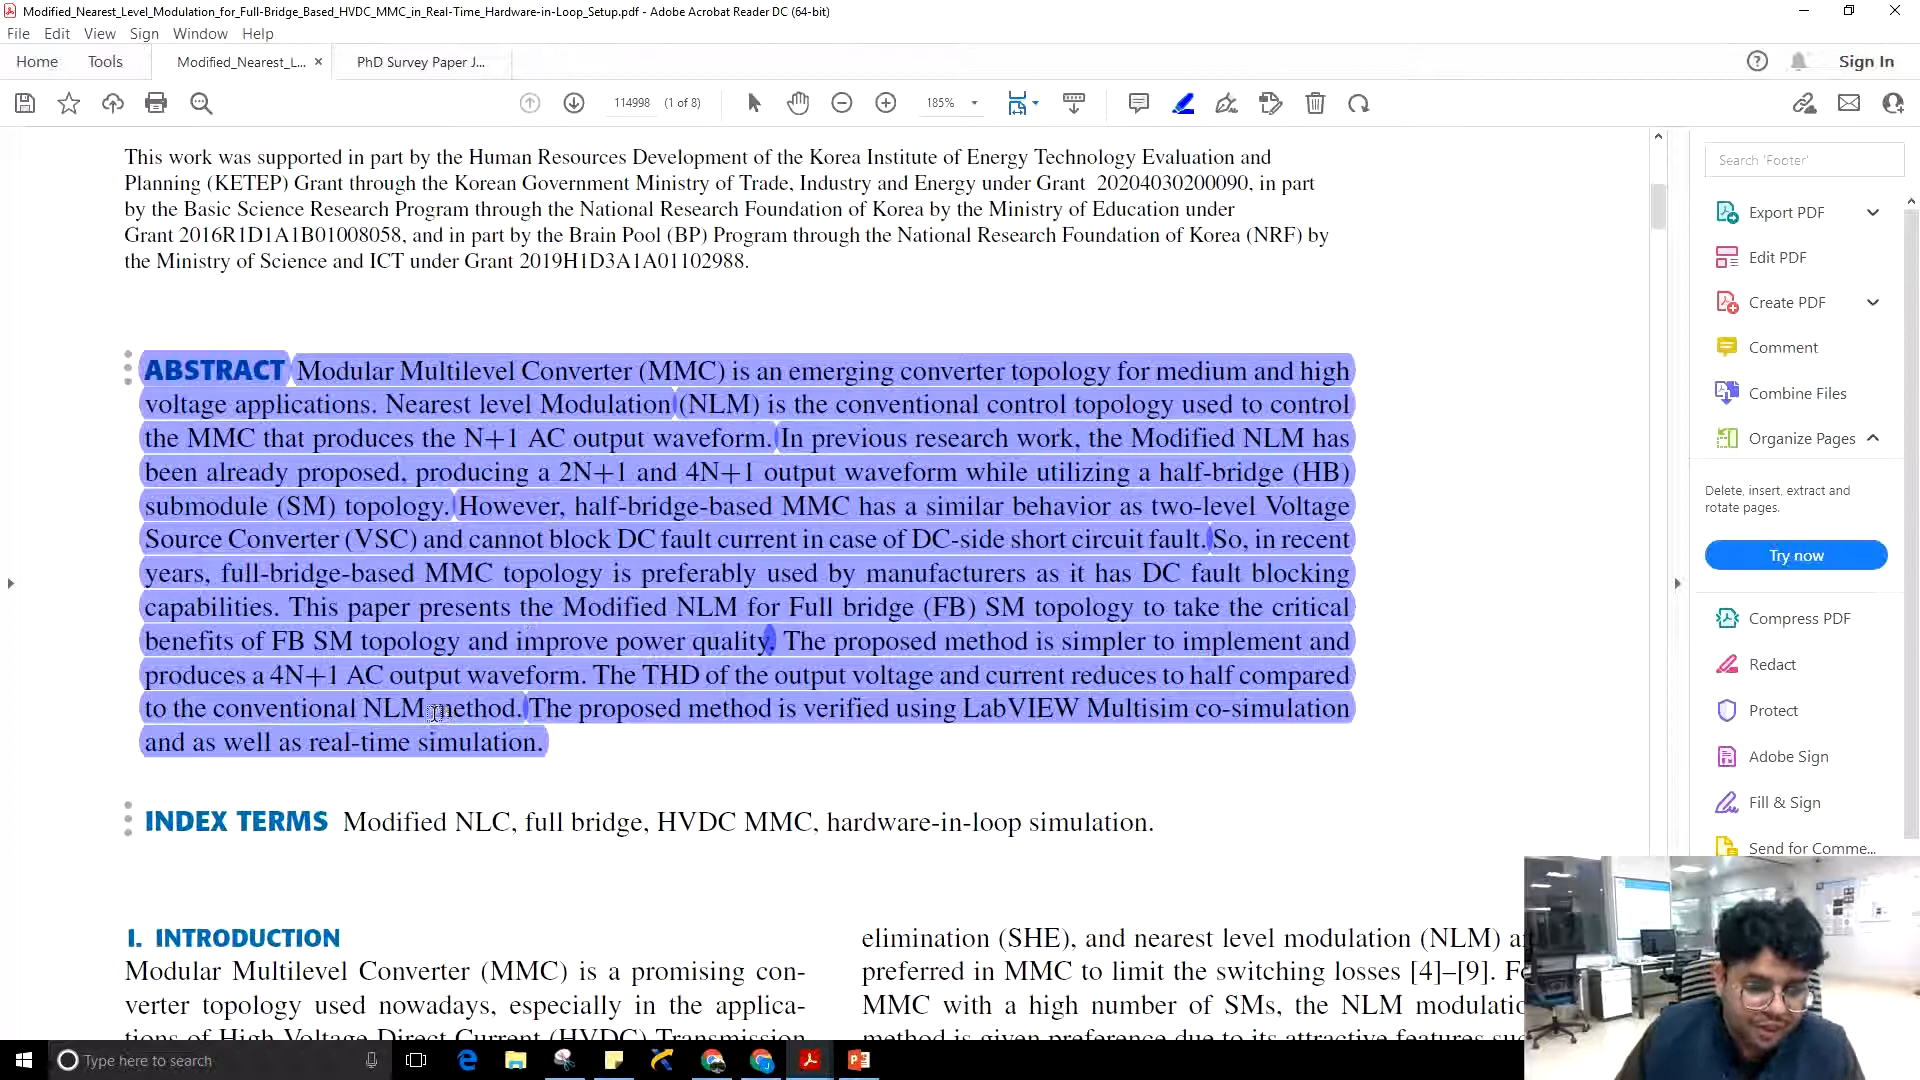 Modified_Nearest_Level_Modulation_for_Full-Bridge_Based_HVDC_MMC_in_Real-Time_Hardware-in-Loop_Setup.pdf - Adobe Acrobat Reader DC (64-bit)
File Edit View Sign Window Help
Home Tools Modified_Nearest_L... × PhD Survey Paper J... Sign In
114998 (1 of 8) 185%
This work was supported in part by the Human Resources Development of the Korea Institute of Energy Technology Evaluation and
Planning (KETEP) Grant through the Korean Government Ministry of Trade, Industry and Energy under Grant 20204030200090, in part
by the Basic Science Research Program through the National Research Foundation of Korea by the Ministry of Education under
Grant 2016R1D1A1B01008058, and in part by the Brain Pool (BP) Program through the National Research Foundation of Korea (NRF) by
the Ministry of Science and ICT under Grant 2019H1D3A1A01102988.
ABSTRACT Modular Multilevel Converter (MMC) is an emerging converter topology for medium and high
voltage applications. Nearest level Modulation (NLM) is the conventional control topology used to control
the MMC that produces the N+1 AC output waveform. In previous research work, the Modified NLM has
been already proposed, producing a 2N+1 and 4N+1 output waveform while utilizing a half-bridge (HB)
submodule (SM) topology. However, half-bridge-based MMC has a similar behavior as two-level Voltage
Source Converter (VSC) and cannot block DC fault current in case of DC-side short circuit fault. So, in recent
years, full-bridge-based MMC topology is preferably used by manufacturers as it has DC fault blocking
capabilities. This paper presents the Modified NLM for Full bridge (FB) SM topology to take the critical
benefits of FB SM topology and improve power quality. The proposed method is simpler to implement and
produces a 4N+1 AC output waveform. The THD of the output voltage and current reduces to half compared
to the conventional NLM method. The proposed method is verified using LabVIEW Multisim co-simulation
and as well as real-time simulation.
INDEX TERMS Modified NLC, full bridge, HVDC MMC, hardware-in-loop simulation.
I. INTRODUCTION
Modular Multilevel Converter (MMC) is a promising con-
verter topology used nowadays, especially in the applica-
tions of High Voltage Direct Current (HVDC) Transmission
elimination (SHE), and nearest level modulation (NLM)
preferred in MMC to limit the switching losses [4]–[9].
MMC with a high number of SMs, the NLM
method is given preference due to its attractive features
Search 'Footer'
Export PDF
Edit PDF
Create PDF
Comment
Combine Files
Organize Pages
Delete, insert, extract and
rotate pages.
Try now
Compress PDF
Redact
Protect
Adobe Sign
Fill & Sign
Send for Comme...
Type here to search